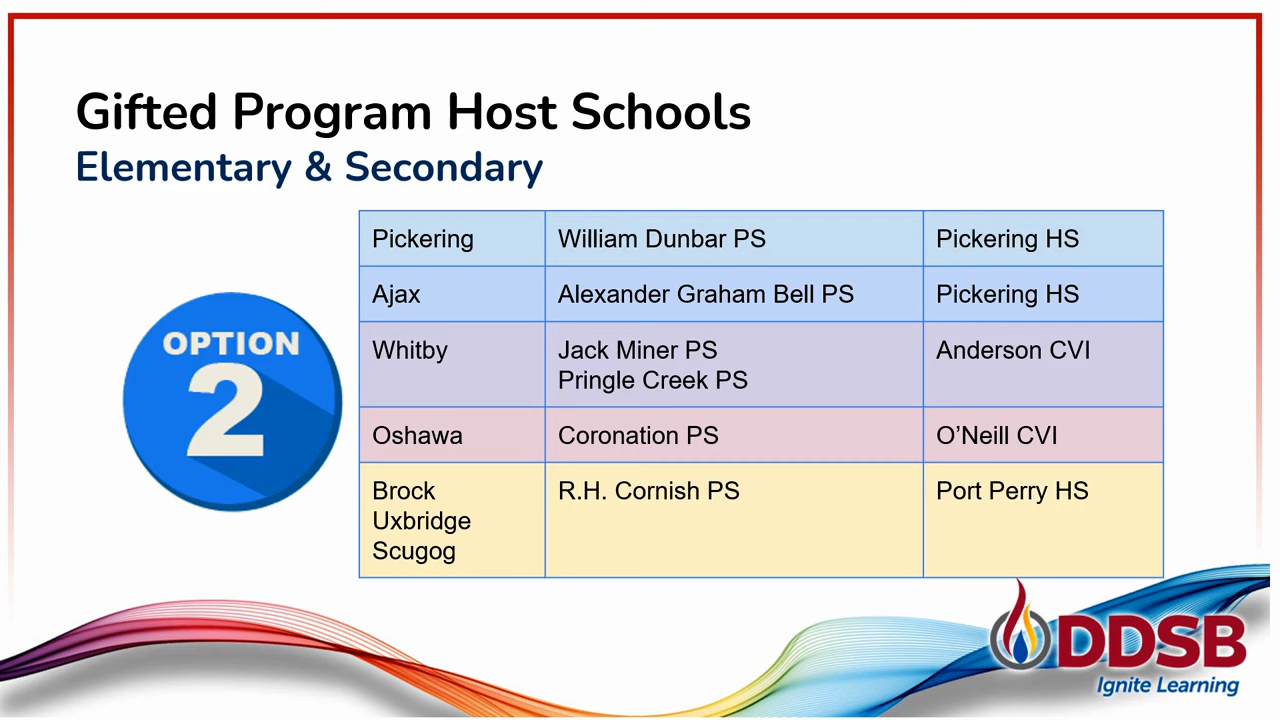 Gifted Program Host Schools
Elementary & Secondary
OPTION
2
Pickering William Dunbar PS Pickering HS
Ajax Alexander Graham Bell PS Pickering HS
Whitby Jack Miner PS Anderson CVI
Pringle Creek PS
Oshawa Coronation PS O’Neill CVI
Brock R.H. Cornish PS Port Perry HS
Uxbridge
Scugog
DDSB
Ignite Learning